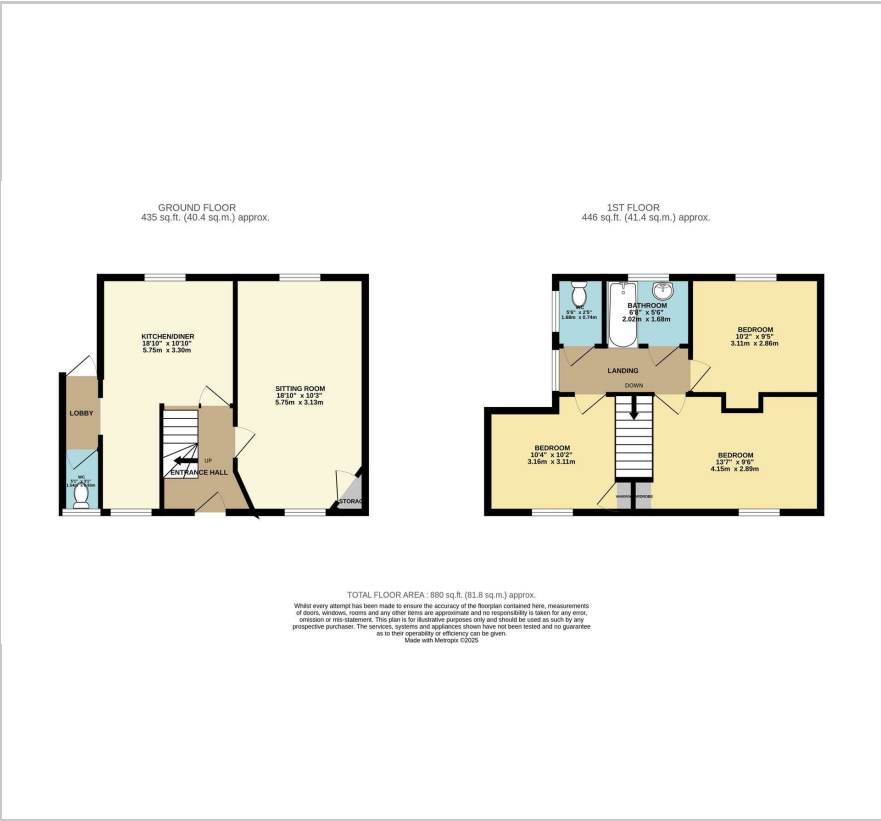 GROUND FLOOR
435 sq.ft. (40.4 sq.m.) approx.
KITCHEN/DINER
18'10" x 10'10"
5.75m x 3.30m
SITTING ROOM
18'10" x 10'3"
5.75m x 3.13m
LOBBY
WC
UP
ENTRANCE HALL
STORAGE
1ST FLOOR
446 sq.ft. (41.4 sq.m.) approx.
WC
5'6" x 2'5"
1.68m x 0.74m
BATHROOM
6'8" x 5'6"
2.02m x 1.68m
BEDROOM
10'2" x 9'5"
3.11m x 2.86m
LANDING
DOWN
BEDROOM
10'4" x 10'2"
3.16m x 3.11m
BEDROOM
13'7" x 9'6"
4.15m x 2.89m
TOTAL FLOOR AREA : 880 sq.ft. (81.8 sq.m.) approx.
Whilst every attempt has been made to ensure the accuracy of the floorplan contained here, measurements
of doors, windows, rooms and any other items are approximate and no responsibility is taken for any error,
omission or mis-statement. This plan is for illustrative purposes only and should be used as such by any
prospective purchaser. The services, systems and appliances shown have not been tested and no guarantee
as to their operability or efficiency can be given.
Made with Metropix ©2025